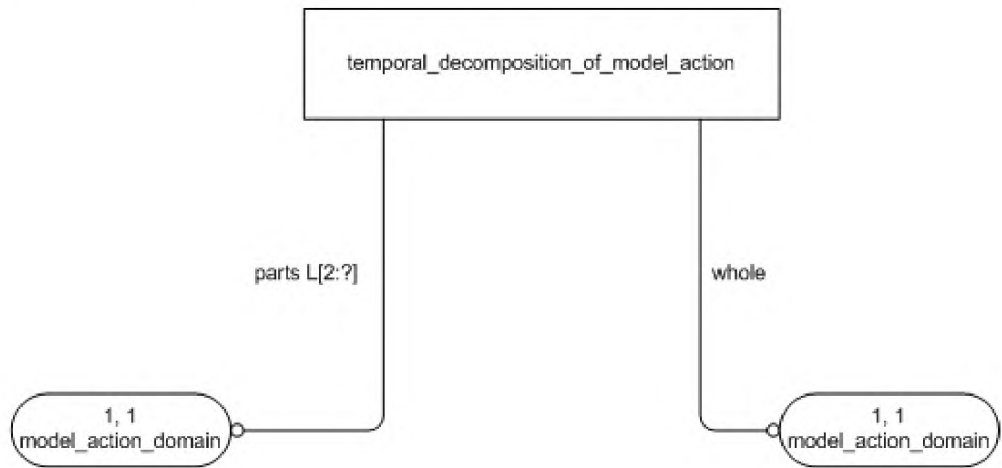 temporal_decomposition_of_model_action
parts L[2:?]
whole
1, 1
model_action_domain
1, 1
model_action_domain